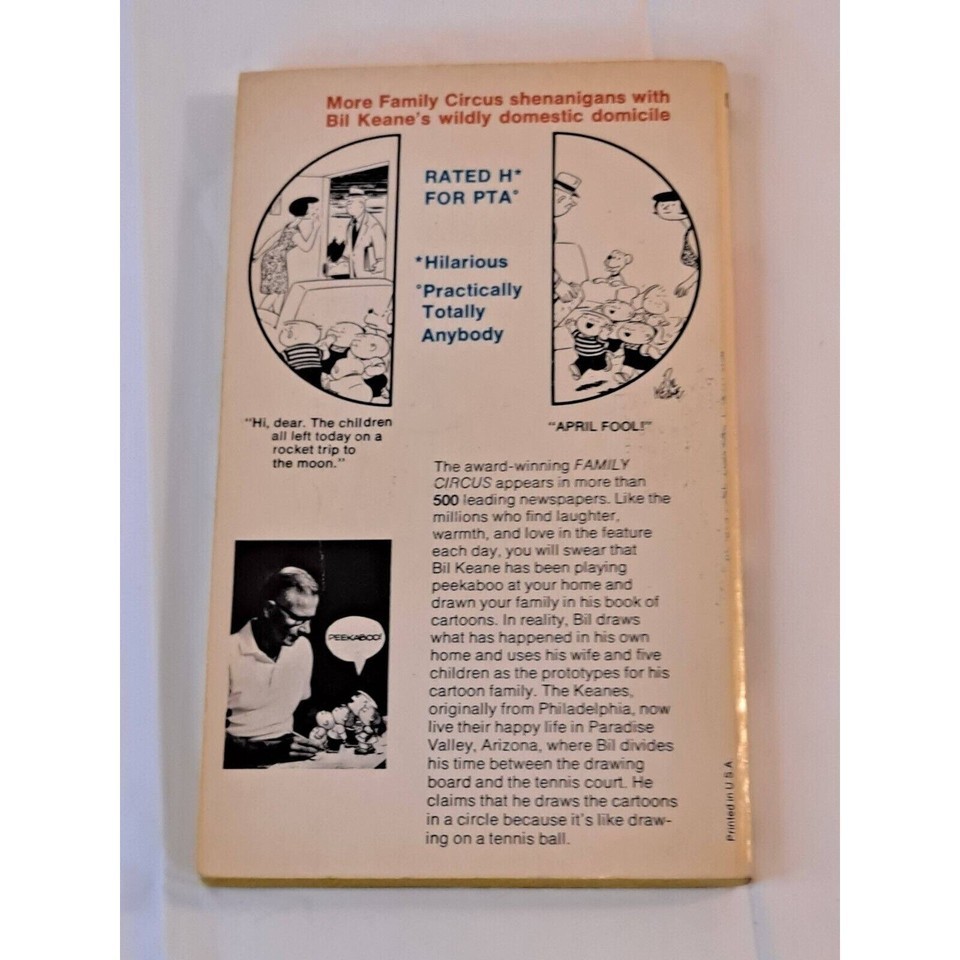 More Family Circus shenanigans with
Bil Keane's wildly domestic domicile
RATED H*
FOR PTA°
*Hilarious
°Practically
Totally
Anybody
"Hi, dear. The children
all left today on a
rocket trip to
the moon."
"APRIL FOOL!"
BIL KEANE
The award-winning FAMILY
CIRCUS appears in more than
500 leading newspapers. Like the
millions who find laughter,
warmth, and love in the feature
each day, you will swear that
Bil Keane has been playing
peekaboo at your home and
drawn your family in his book of
cartoons. In reality, Bil draws
what has happened in his own
home and uses his wife and five
children as the prototypes for his
cartoon family. The Keanes,
originally from Philadelphia, now
live their happy life in Paradise
Valley, Arizona, where Bil divides
his time between the drawing
board and the tennis court. He
claims that he draws the cartoons
in a circle because it's like draw-
ing on a tennis ball.
PEEKABOO!
Printed in U S A